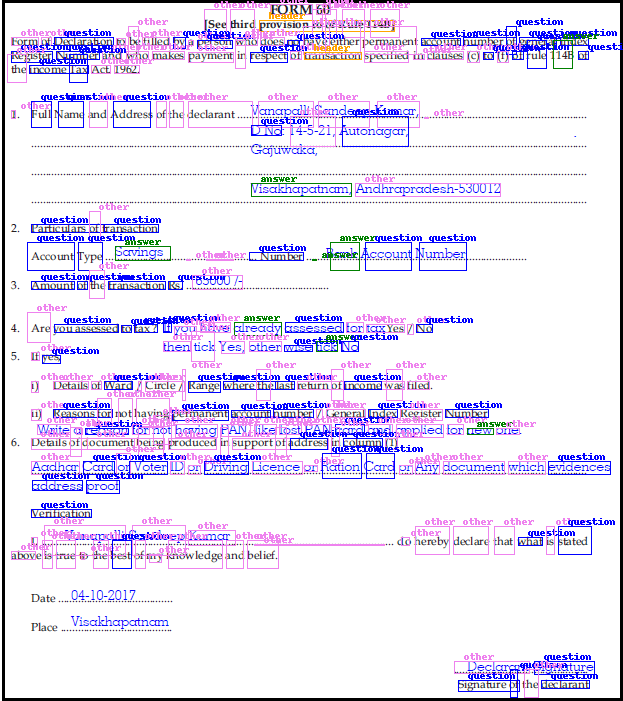 FORM 60
[See third provision to rule 114B]
Form of Declaration to be filed by a person who does not have either permanent account number or General Index
Register Number and who makes payment in respect of transaction specified in clauses (c) to (f) of rule 114B of
the Income Tax Act, 1962.
1. Full Name and Address of the declarant Vanapalli Sandeep Kumar,
D No: 14-5-21, Autonagar,
Gajuwaka,
Visakhapatnam, Andhrapradesh-530012
2. Particulars of transaction
Account Type Savings Number Bank Account Number
3. Amount of the transaction Rs.
4. Are you assessed to tax? If you have already assessed for tax Yes / No
then tick Yes, other wise tick No
5. If yes,
i) Details of Ward / Circle / Range where the last return of income was filed.
ii) Reasons for not having permanent account number / General Index Register Number
Write a reason for not having PAN like lost PAN card and implied for new one.
6. Details of document being produced in support of address in column (1)
Aadhar Card or Voter ID or Driving Licence or Ration Card or Any document which evidences
address proof
Verification
I, Vanapalli Sandeep Kumar do hereby declare that what is stated
above is true to the best of my knowledge and belief.
Date 04-10-2017
Place Visakhapatnam
Declarant Signature
Signature of the declarant